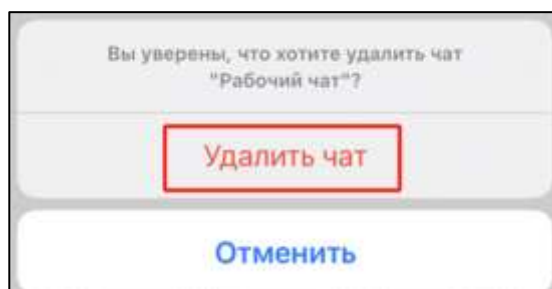 Вы уверены, что хотите удалить чат
"Рабочий чат"?
Удалить чат
Отменить